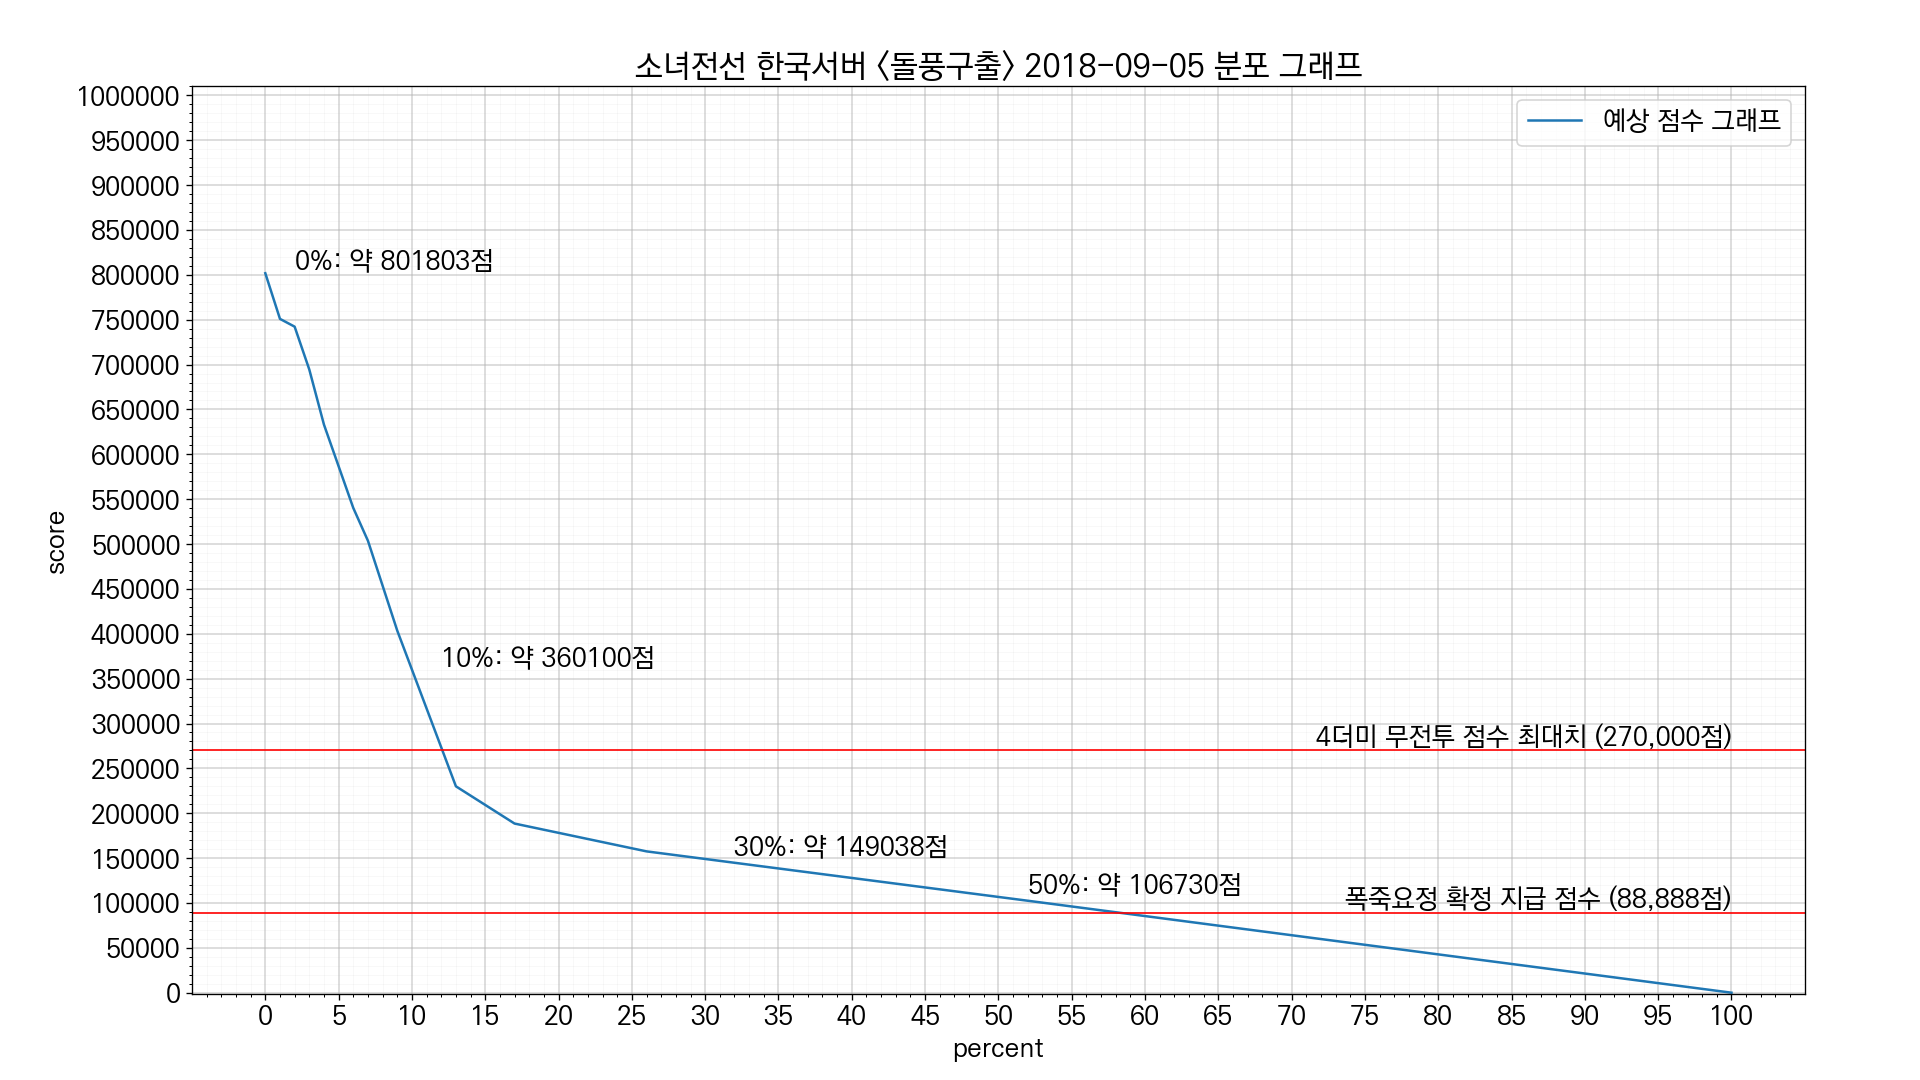 소녀전선 한국서버 <돌풍구출> 2018-09-05 분포 그래프
예상 점수 그래프
1000000
950000
900000
850000
800000
750000
700000
650000
600000
550000
500000
450000
400000
350000
300000
250000
200000
150000
100000
50000
0
score
0%: 약 801803점
10%: 약 360100점
4더미 무전투 점수 최대치 (270,000점)
30%: 약 149038점
50%: 약 106730점
폭죽요정 확정 지급 점수 (88,888점)
0 5 10 15 20 25 30 35 40 45 50 55 60 65 70 75 80 85 90 95 100
percent